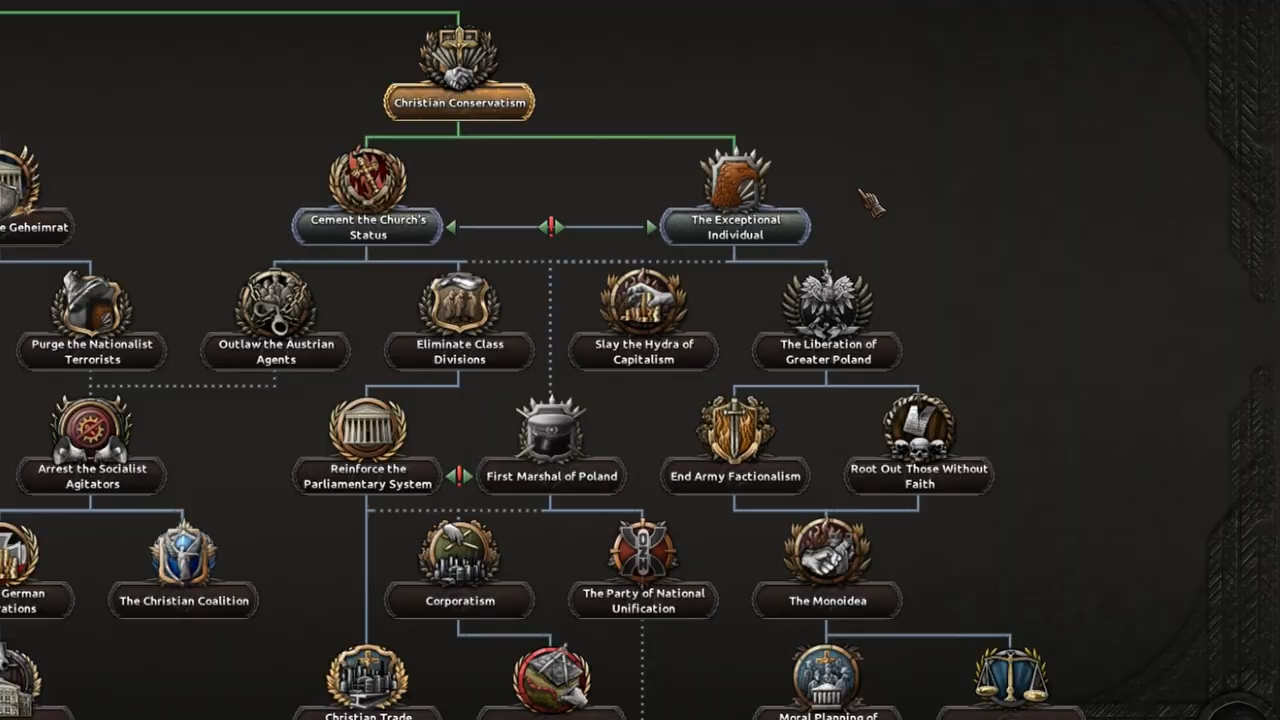 Christian Conservatism
e Geheimrat
Cement the Church's
Status
The Exceptional
Individual
Purge the Nationalist
Terrorists
Outlaw the Austrian
Agents
Eliminate Class
Divisions
Slay the Hydra of
Capitalism
The Liberation of
Greater Poland
Arrest the Socialist
Agitators
Reinforce the
Parliamentary System
First Marshal of Poland
End Army Factionalism
Root Out Those Without
Faith
German
ations
The Christian Coalition
Corporatism
OZN
The Party of National
Unification
The Monoidea
Christian Trade
Moral Planning of